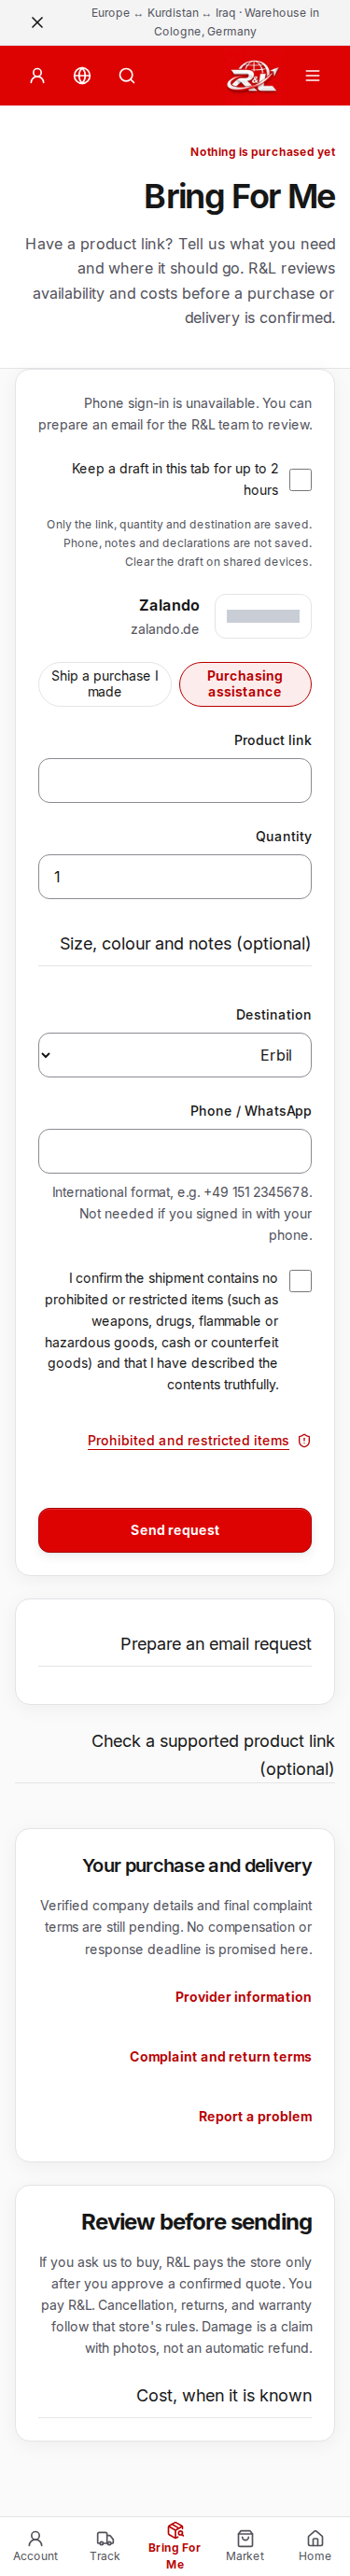 Europe ↔ Kurdistan ↔ Iraq · Warehouse in
Cologne, Germany
R&L
Nothing is purchased yet
Bring For Me
Have a product link? Tell us what you need
and where it should go. R&L reviews
availability and costs before a purchase or
delivery is confirmed.
Phone sign-in is unavailable. You can
prepare an email for the R&L team to review.
Keep a draft in this tab for up to 2
hours
Only the link, quantity and destination are saved.
Phone, notes and declarations are not saved.
Clear the draft on shared devices.
Zalando
zalando.de
Ship a purchase I
made
Purchasing
assistance
Product link
Quantity
1
Size, colour and notes (optional)
Destination
Erbil
Phone / WhatsApp
International format, e.g. +49 151 2345678.
Not needed if you signed in with your
phone.
I confirm the shipment contains no
prohibited or restricted items (such as
weapons, drugs, flammable or
hazardous goods, cash or counterfeit
goods) and that I have described the
contents truthfully.
Prohibited and restricted items
Send request
Prepare an email request
Check a supported product link
(optional)
Your purchase and delivery
Verified company details and final complaint
terms are still pending. No compensation or
response deadline is promised here.
Provider information
Complaint and return terms
Report a problem
Review before sending
If you ask us to buy, R&L pays the store only
after you approve a confirmed quote. You
pay R&L. Cancellation, returns, and warranty
follow that store's rules. Damage is a claim
with photos, not an automatic refund.
Cost, when it is known
Account
Track
Bring For
Me
Market
Home